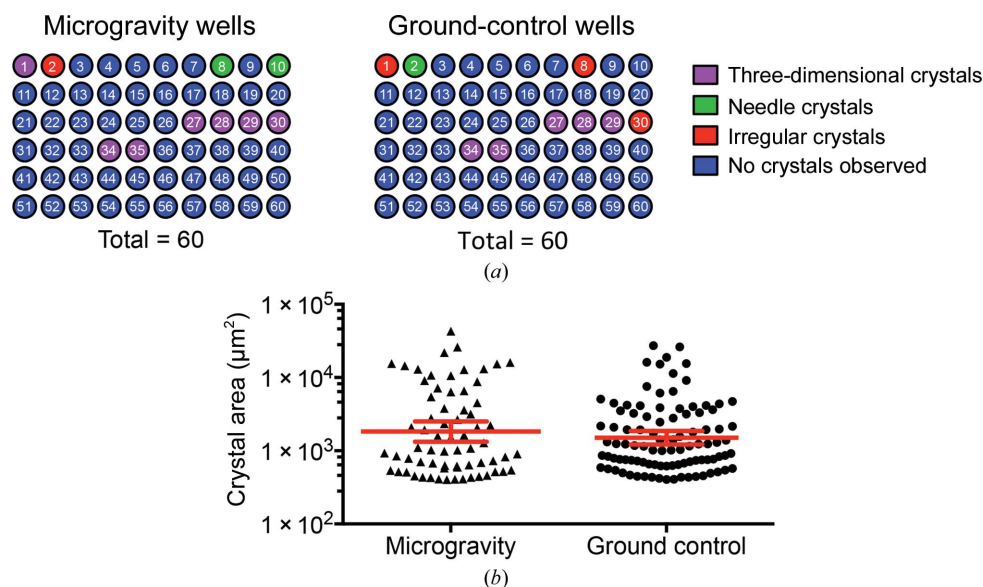 Microgravity wells Ground-control wells
1 2 3 4 5 6 7 8 9 10 1 2 3 4 5 6 7 8 9 10
11 12 13 14 15 16 17 18 19 20 11 12 13 14 15 16 17 18 19 20
21 22 23 24 25 26 27 28 29 30 21 22 23 24 25 26 27 28 29 30
31 32 33 34 35 36 37 38 39 40 31 32 33 34 35 36 37 38 39 40
41 42 43 44 45 46 47 48 49 50 41 42 43 44 45 46 47 48 49 50
51 52 53 54 55 56 57 58 59 60 51 52 53 54 55 56 57 58 59 60
Total = 60 Total = 60
Three-dimensional crystals
Needle crystals
Irregular crystals
No crystals observed
(a)
Crystal area (µm²)
1 × 10⁵
1 × 10⁴
1 × 10³
1 × 10²
Microgravity Ground control
(b)